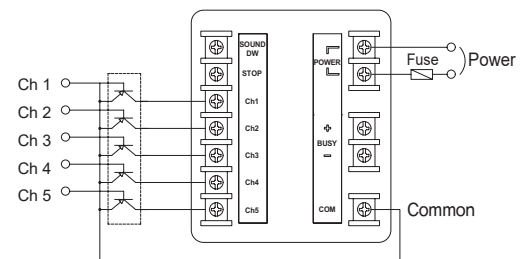 Ch 1
Ch 2
Ch 3
Ch 4
Ch 5
SOUND
DW
STOP
Ch1
Ch2
Ch3
Ch4
Ch5
POWER
+
BUSY
−
COM
Fuse
Power
Common